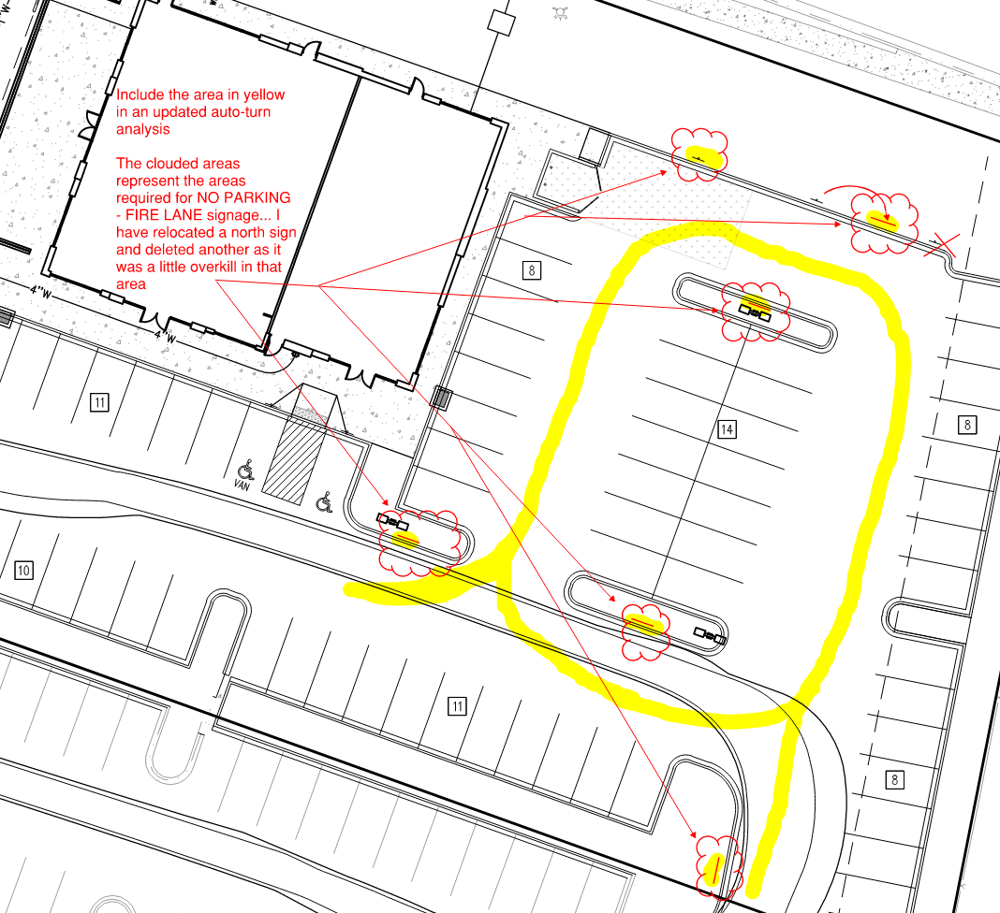 Include the area in yellow
in an updated auto-turn
analysis
The clouded areas
represent the areas
required for NO PARKING
- FIRE LANE signage... I
have relocated a north sign
and deleted another as it
was a little overkill in that
area
8
4"W
4"W
11
14
8
VAN
10
11
8